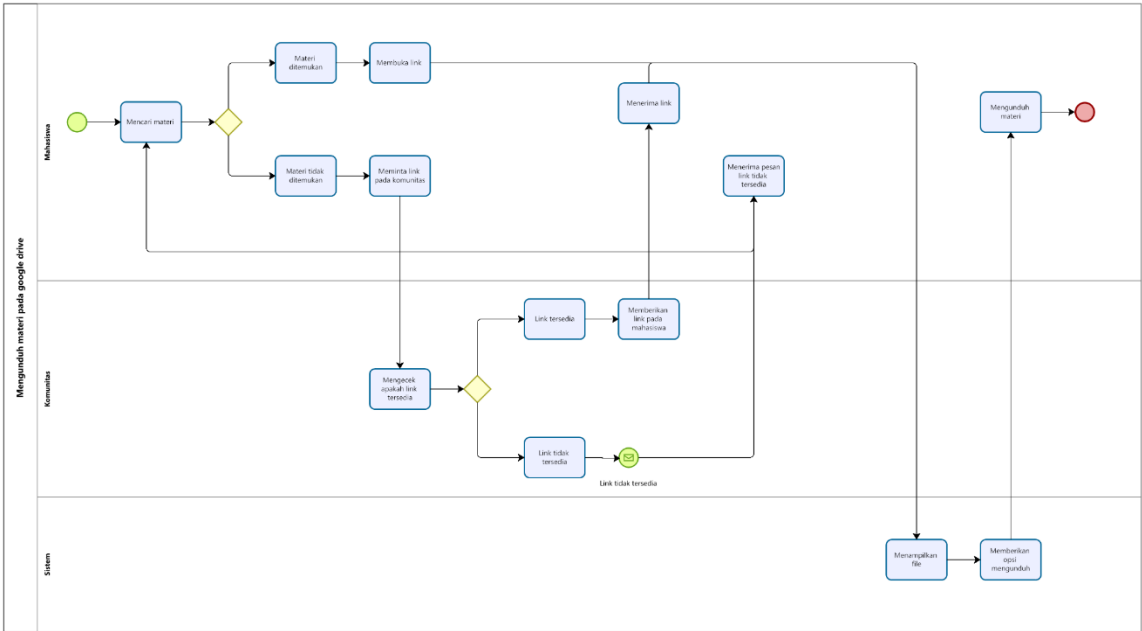 Mengunduh materi pada google drive
Mahasiswa
Mencari materi
Materi
ditemukan
Membuka link
Materi tidak
ditemukan
Meminta link
pada komunitas
Menerima link
Menerima pesan
link tidak
tersedia
Mengunduh
materi
Komunitas
Mengecek
apakah link
tersedia
Link tersedia
Memberikan
link pada
mahasiswa
Link tidak
tersedia
Link tidak tersedia
Sistem
Menampilkan
file
Memberikan
opsi
mengunduh